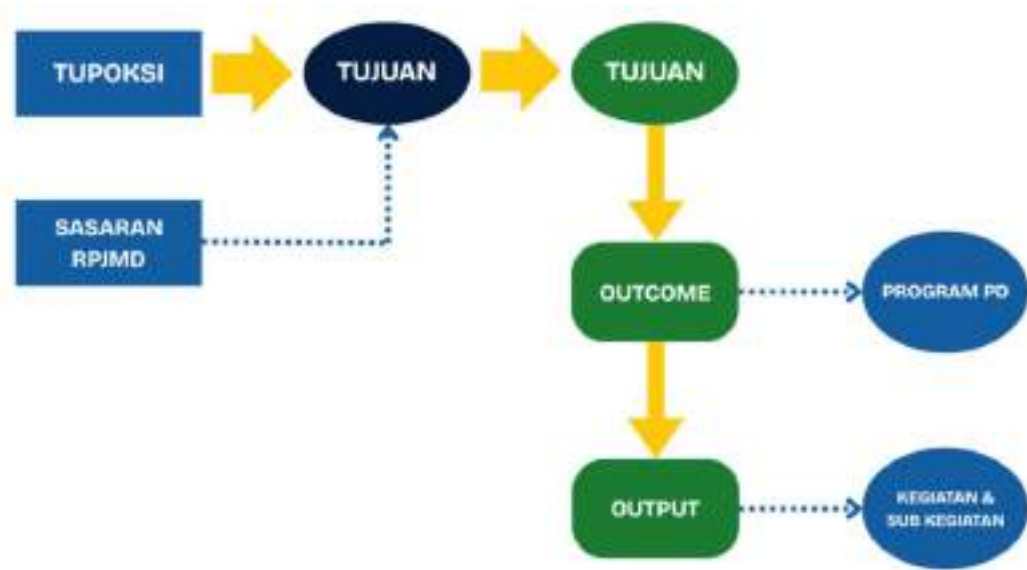 TUPOKSI
TUJUAN
TUJUAN
SASARAN
RPJMD
OUTCOME
PROGRAM PD
OUTPUT
KEGIATAN &
SUB KEGIATAN